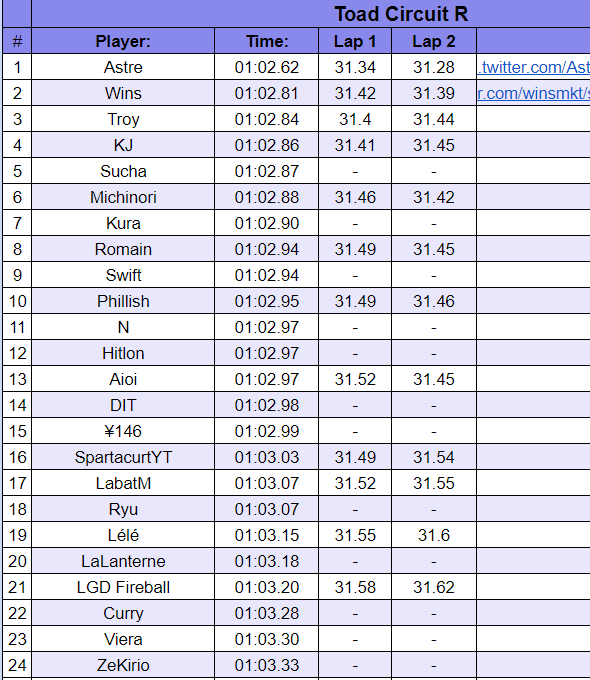 Toad Circuit R
# Player: Time: Lap 1 Lap 2
1 Astre 01:02.62 31.34 31.28 .twitter.com/Ast
2 Wins 01:02.81 31.42 31.39 r.com/winsmkt/s
3 Troy 01:02.84 31.4 31.44
4 KJ 01:02.86 31.41 31.45
5 Sucha 01:02.87 - -
6 Michinori 01:02.88 31.46 31.42
7 Kura 01:02.90 - -
8 Romain 01:02.94 31.49 31.45
9 Swift 01:02.94 - -
10 Phillish 01:02.95 31.49 31.46
11 N 01:02.97 - -
12 Hitlon 01:02.97 - -
13 Aioi 01:02.97 31.52 31.45
14 DIT 01:02.98 - -
15 ¥146 01:02.99 - -
16 SpartacurtYT 01:03.03 31.49 31.54
17 LabatM 01:03.07 31.52 31.55
18 Ryu 01:03.07 - -
19 Lélé 01:03.15 31.55 31.6
20 LaLanterne 01:03.18 - -
21 LGD Fireball 01:03.20 31.58 31.62
22 Curry 01:03.28 - -
23 Viera 01:03.30 - -
24 ZeKirio 01:03.33 - -